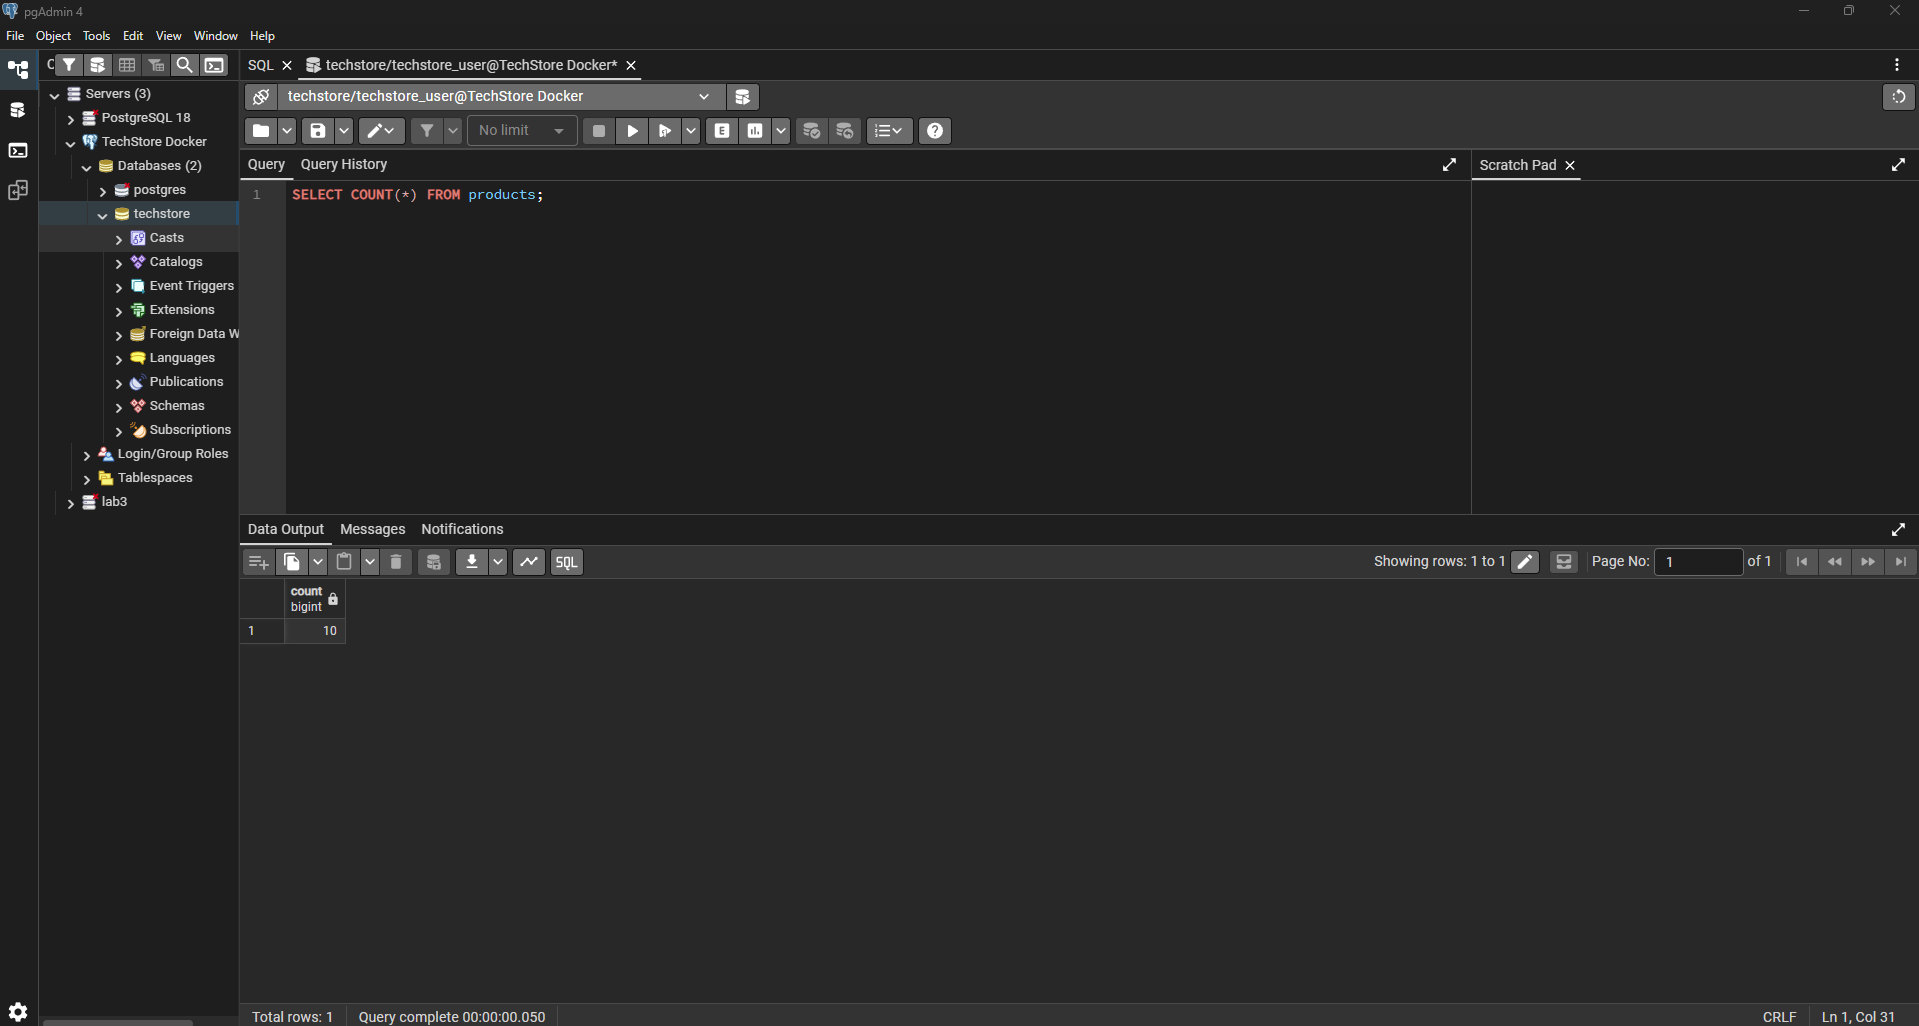 pgAdmin 4
File Object Tools Edit View Window Help
SQL techstore/techstore_user@TechStore Docker*
Servers (3)
PostgreSQL 18
TechStore Docker
Databases (2)
postgres
techstore
Casts
Catalogs
Event Triggers
Extensions
Foreign Data W
Languages
Publications
Schemas
Subscriptions
Login/Group Roles
Tablespaces
lab3
techstore/techstore_user@TechStore Docker
No limit
E
Query Query History
Scratch Pad
1 SELECT COUNT(*) FROM products;
Data Output Messages Notifications
SQL
Showing rows: 1 to 1 Page No: 1 of 1
count
bigint
1 10
Total rows: 1 Query complete 00:00:00.050 CRLF Ln 1, Col 31